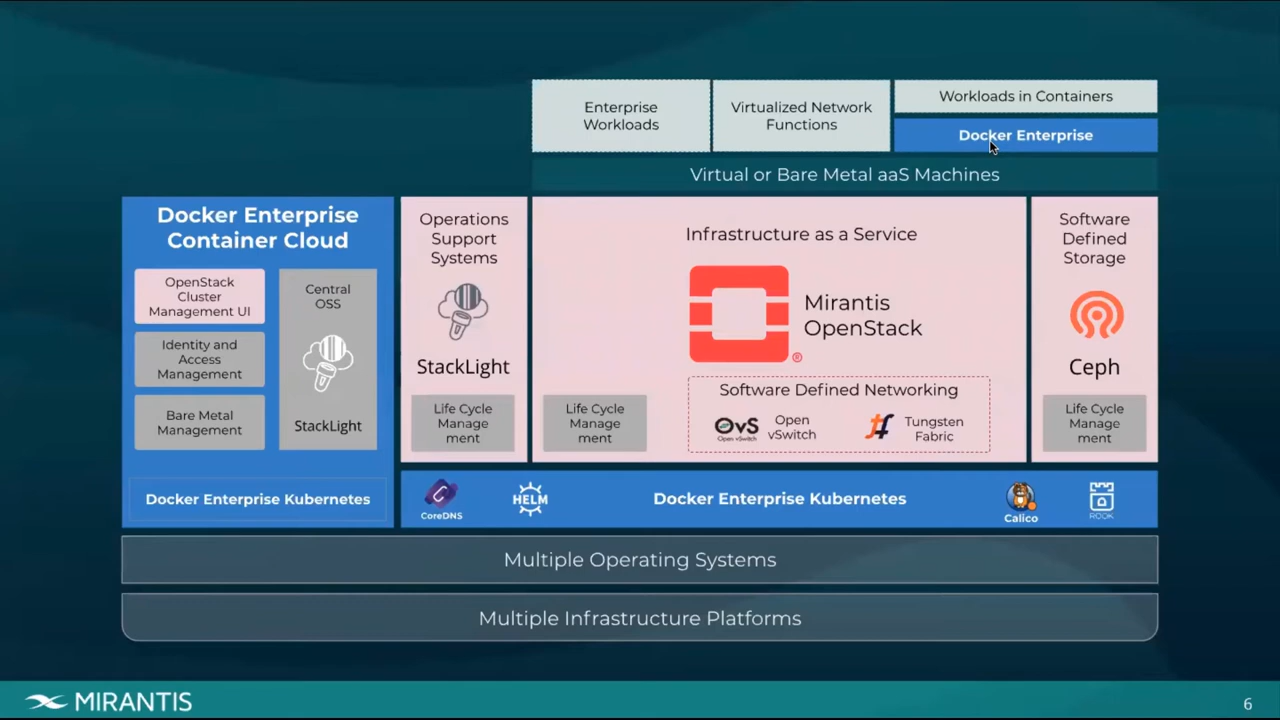 Enterprise
Workloads
Virtualized Network
Functions
Workloads in Containers
Docker Enterprise
Virtual or Bare Metal aaS Machines
Docker Enterprise
Container Cloud
OpenStack
Cluster
Management UI
Identity and
Access
Management
Bare Metal
Management
Central
OSS
StackLight
Docker Enterprise Kubernetes
Operations
Support
Systems
StackLight
Life Cycle
Manage
ment
Infrastructure as a Service
Mirantis
OpenStack
®
Life Cycle
Manage
ment
Software Defined Networking
OvS
Open vSwitch
Open
vSwitch
Tungsten
Fabric
Software
Defined
Storage
Ceph
Life Cycle
Manage
ment
CoreDNS
HELM
Docker Enterprise Kubernetes
Calico
ROOK
Multiple Operating Systems
Multiple Infrastructure Platforms
MIRANTIS
6